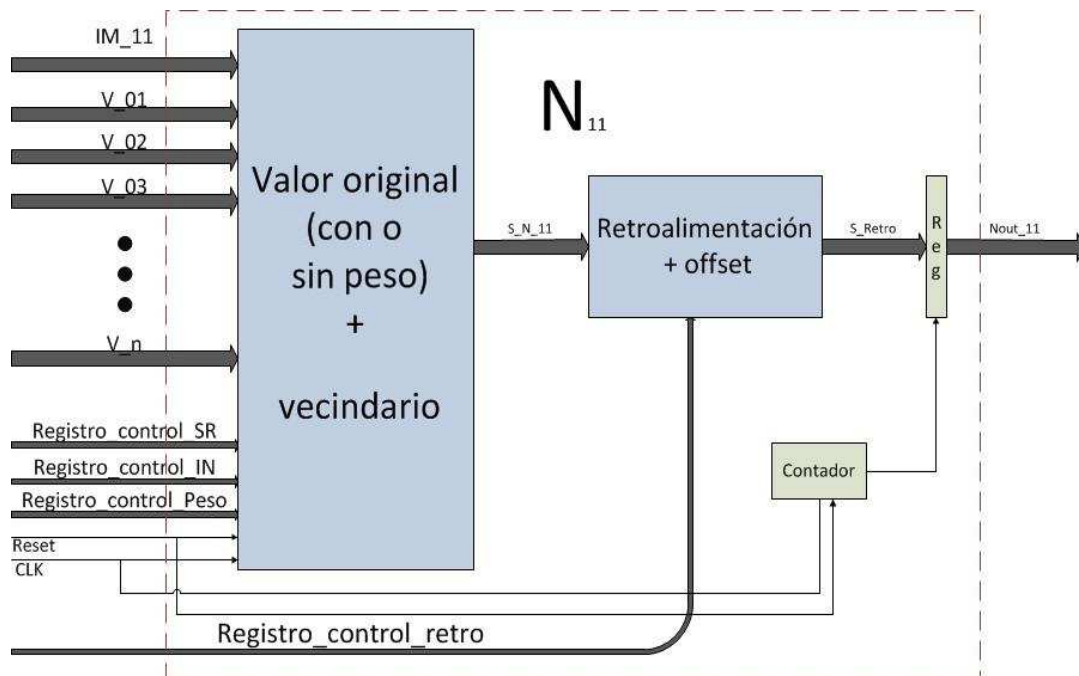 IM_11
V_01
V_02
V_03
V_n
Registro_control_SR
Registro_control_IN
Registro_control_Peso
Reset
CLK
Registro_control_retro
Valor original
(con o
sin peso)
+
vecindario
N11
S_N_11
Retroalimentación
+ offset
S_Retro
R
e
g
Nout_11
Contador